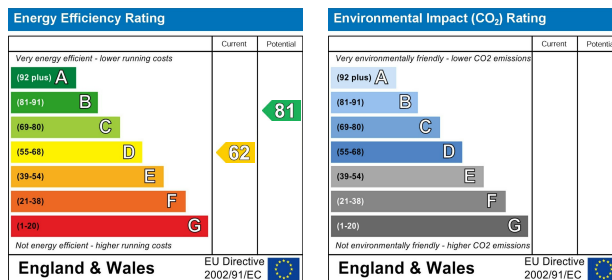 Energy Efficiency Rating
Current Potential
Very energy efficient - lower running costs
(92 plus) A
(81-91) B
81
(69-80) C
(55-68) D
62
(39-54) E
(21-38) F
(1-20) G
Not energy efficient - higher running costs
England & Wales
EU Directive
2002/91/EC
Environmental Impact (CO₂) Rating
Current Potential
Very environmentally friendly - lower CO2 emissions
(92 plus) A
(81-91) B
(69-80) C
(55-68) D
(39-54) E
(21-38) F
(1-20) G
Not environmentally friendly - higher CO2 emissions
England & Wales
EU Directive
2002/91/EC